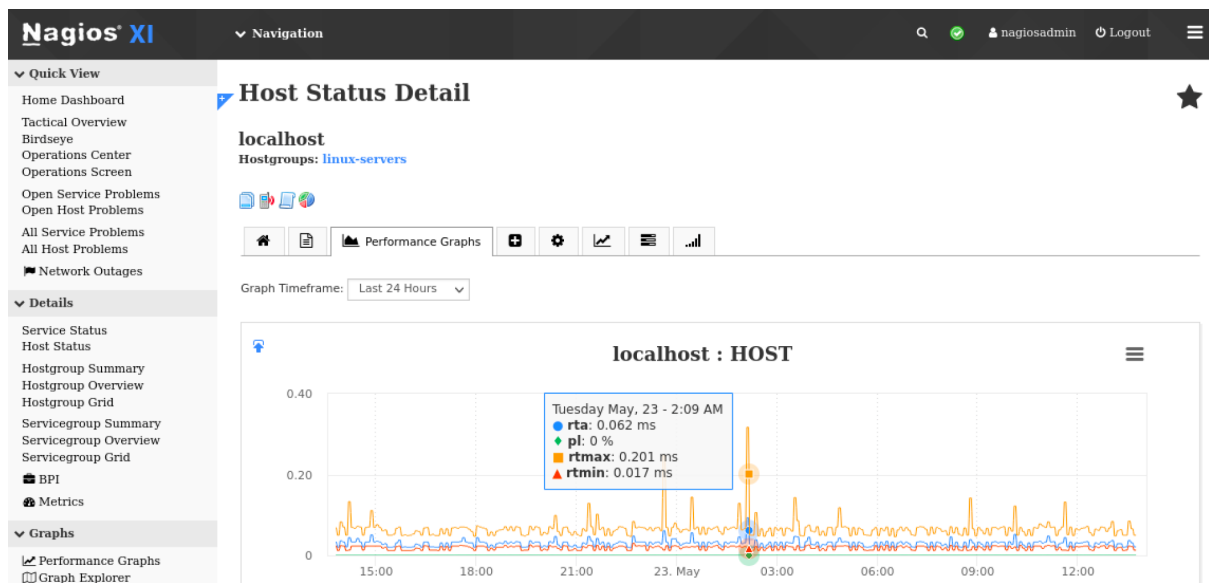 Nagios® XI
Navigation
nagiosadmin
Logout
Quick View
Home Dashboard
Tactical Overview
Birdseye
Operations Center
Operations Screen
Open Service Problems
Open Host Problems
All Service Problems
All Host Problems
Network Outages
Details
Service Status
Host Status
Hostgroup Summary
Hostgroup Overview
Hostgroup Grid
Servicegroup Summary
Servicegroup Overview
Servicegroup Grid
BPI
Metrics
Graphs
Performance Graphs
Graph Explorer
Host Status Detail
localhost
Hostgroups: linux-servers
Performance Graphs
Graph Timeframe: Last 24 Hours
localhost : HOST
0.40
0.20
0
Tuesday May, 23 - 2:09 AM
rta: 0.062 ms
pl: 0 %
rtmax: 0.201 ms
rtmin: 0.017 ms
15:00 18:00 21:00 23. May 03:00 06:00 09:00 12:00